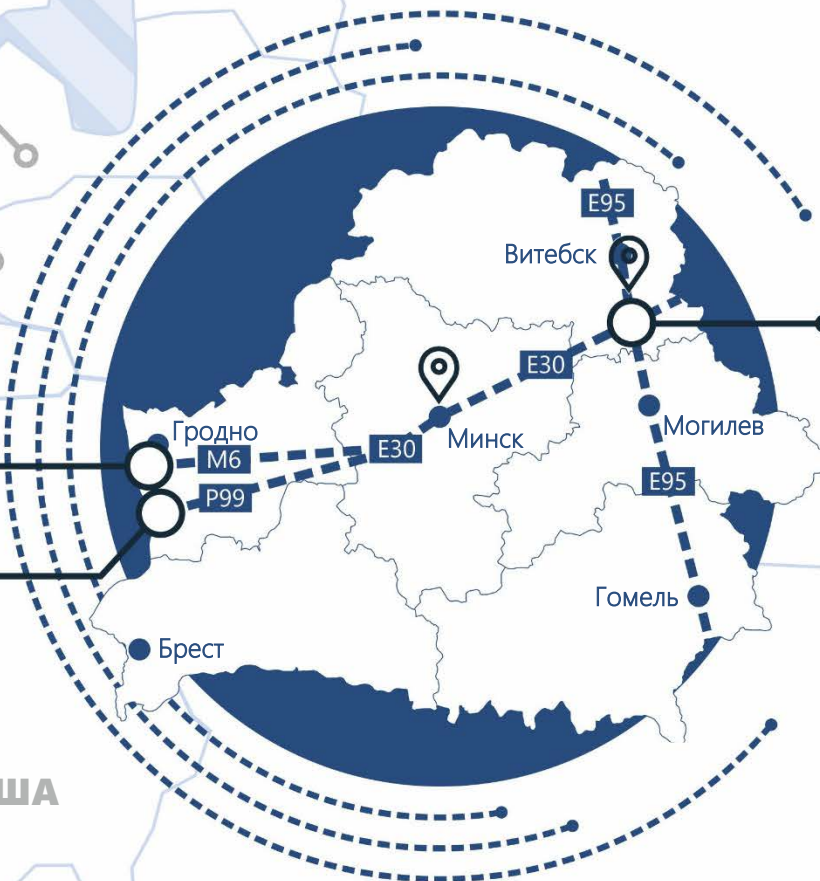 E95
Витебск
E30
Гродно
Минск
Могилев
M6
E30
P99
E95
Гомель
Брест
ША